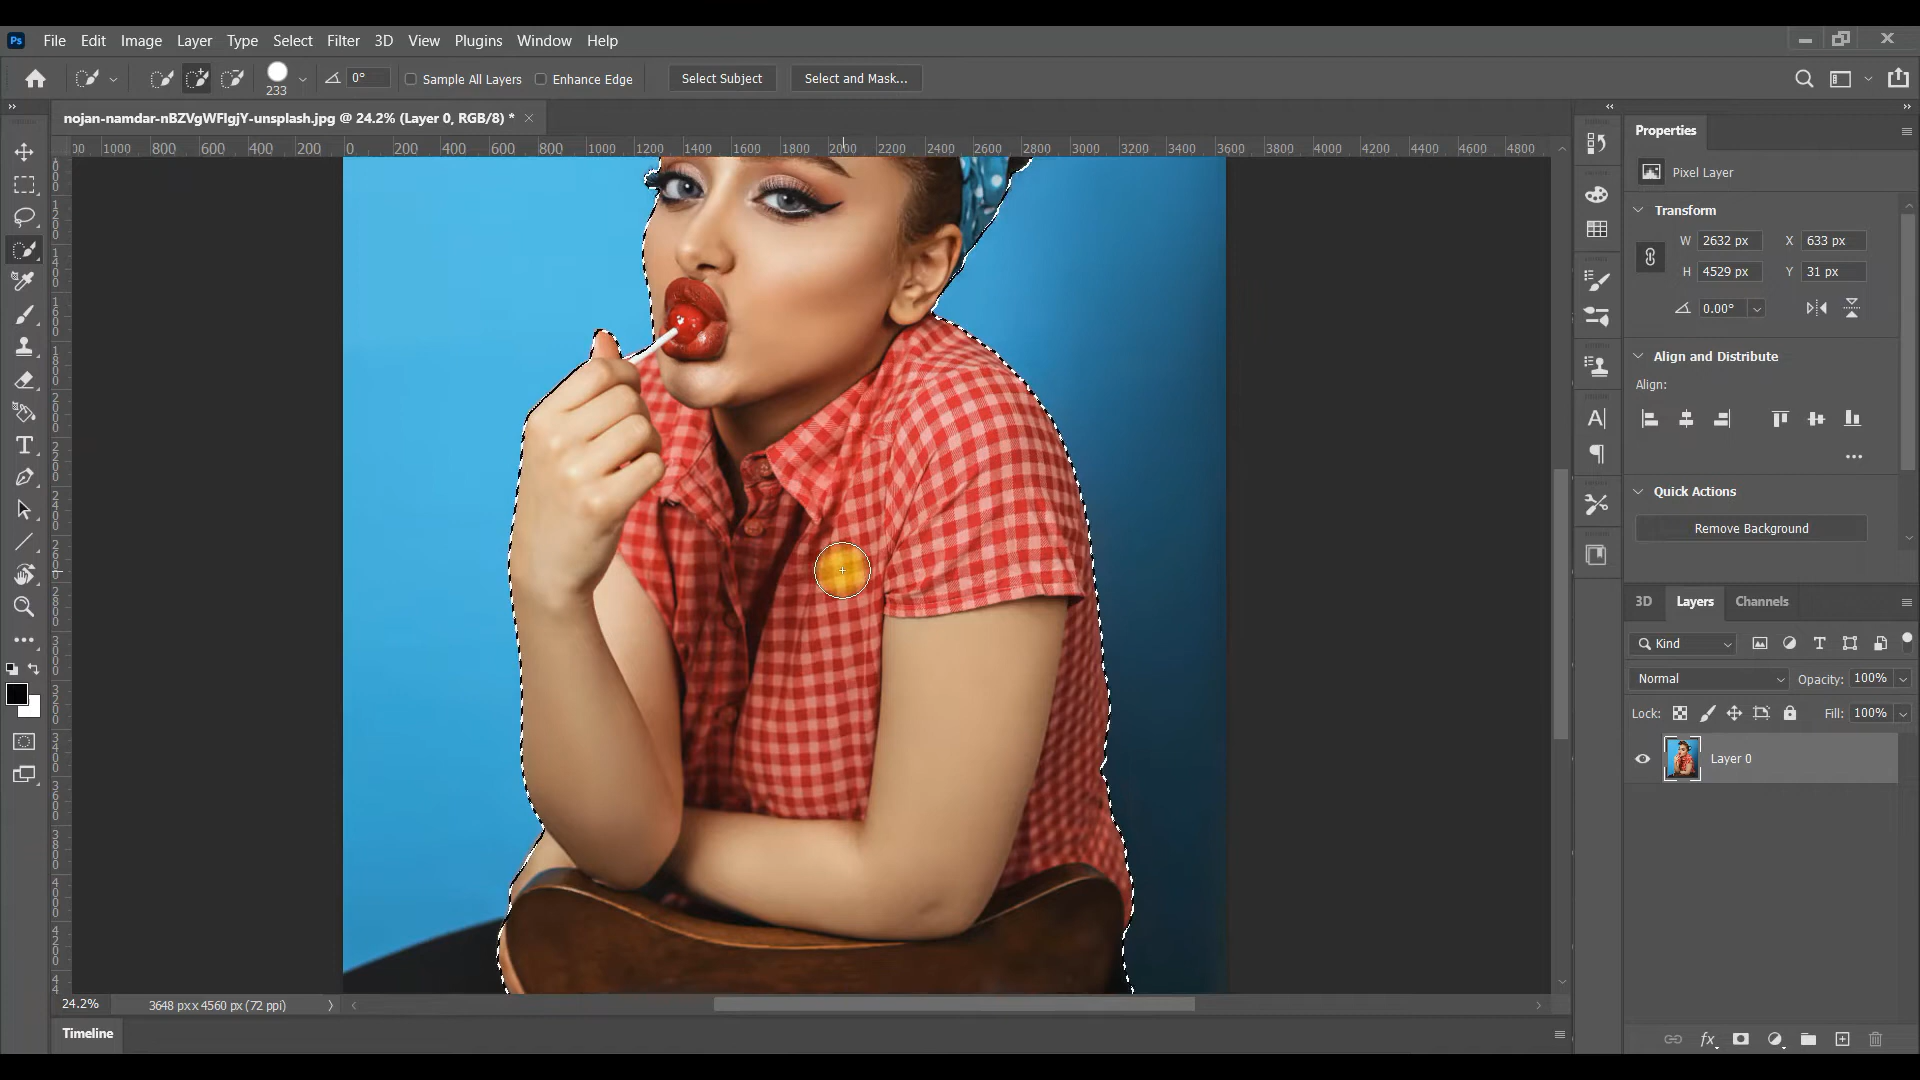 Ps File Edit Image Layer Type Select Filter 3D View Plugins Window Help
233 0° Sample All Layers Enhance Edge Select Subject Select and Mask...
nojan-namdar-nBZVgWFlgjY-unsplash.jpg @ 24.2% (Layer 0, RGB/8) *
00 1000 800 600 400 200 0 200 400 600 800 1000 1200 1400 1600 1800 2000 2200 2400 2600 2800 3000 3200 3400 3600 3800 4000 4200 4400 4600 4800
Properties
Pixel Layer
Transform
W 2632 px X 633 px
H 4529 px Y 31 px
0.00°
Align and Distribute
Align:
Quick Actions
Remove Background
3D Layers Channels
Kind
Normal Opacity: 100%
Lock: Fill: 100%
Layer 0
24.2% 3648 px x 4560 px (72 ppi)
Timeline
fx